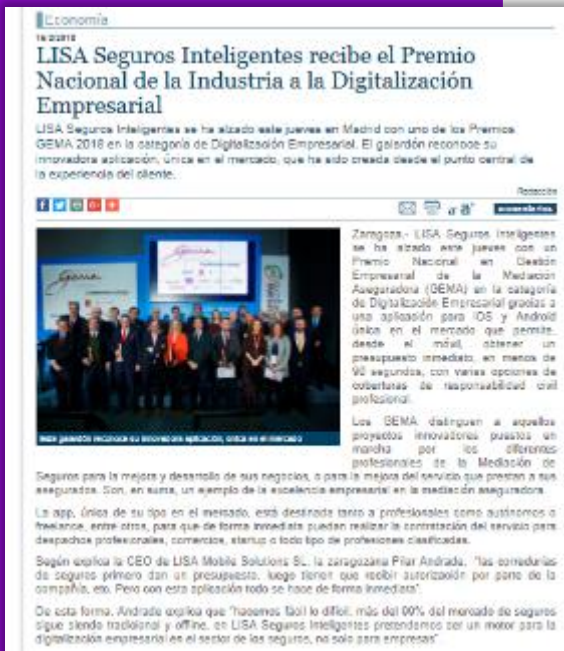 Economía
16/2/2018
LISA Seguros Inteligentes recibe el Premio
Nacional de la Industria a la Digitalización
Empresarial
LISA Seguros Inteligentes se ha alzado este jueves en Madrid con uno de los Premios
GEMA 2018 en la categoría de Digitalización Empresarial. El galardón reconoce su
innovadora aplicación, única en el mercado, que ha sido creada desde el punto central de
la experiencia del cliente.
Redacción
Zaragoza.- LISA Seguros Inteligentes
se ha alzado este jueves con un
Premio Nacional en Gestión
Empresarial de la Mediación
Aseguradora (GEMA) en la categoría
de Digitalización Empresarial gracias a
una aplicación para iOS y Android
única en el mercado que permite,
desde el móvil, obtener un
presupuesto inmediato, en menos de
90 segundos, con varias opciones de
coberturas de responsabilidad civil
profesional.
Gema
Este galardón reconoce su innovadora aplicación, única en el mercado
Los GEMA distinguen a aquellos
proyectos innovadores puestos en
marcha por los diferentes
profesionales de la Mediación de
Seguros para la mejora y desarrollo de sus negocios, o para la mejora del servicio que prestan a sus
asegurados. Son, en suma, un ejemplo de la excelencia empresarial en la mediación aseguradora.
La app, única de su tipo en el mercado, está destinada tanto a profesionales como autónomos o
freelance, entre otros, para que de forma inmediata puedan realizar la contratación del servicio para
despachos profesionales, comercios, startup o todo tipo de profesiones clasificadas.
Según explica la CEO de LISA Mobile Solutions SL, la zaragozana Pilar Andrade, "las corredurías
de seguros primero dan un presupuesto, luego tienen que recibir autorización por parte de la
compañía, etc. Pero con esta aplicación todo se hace de forma inmediata".
De esta forma, Andrade explica que "hacemos fácil lo difícil, más del 99% del mercado de seguros
sigue siendo tradicional y offline, en LISA Seguros Inteligentes pretendemos ser un motor para la
digitalización empresarial en el sector de los seguros, no solo para empresas"